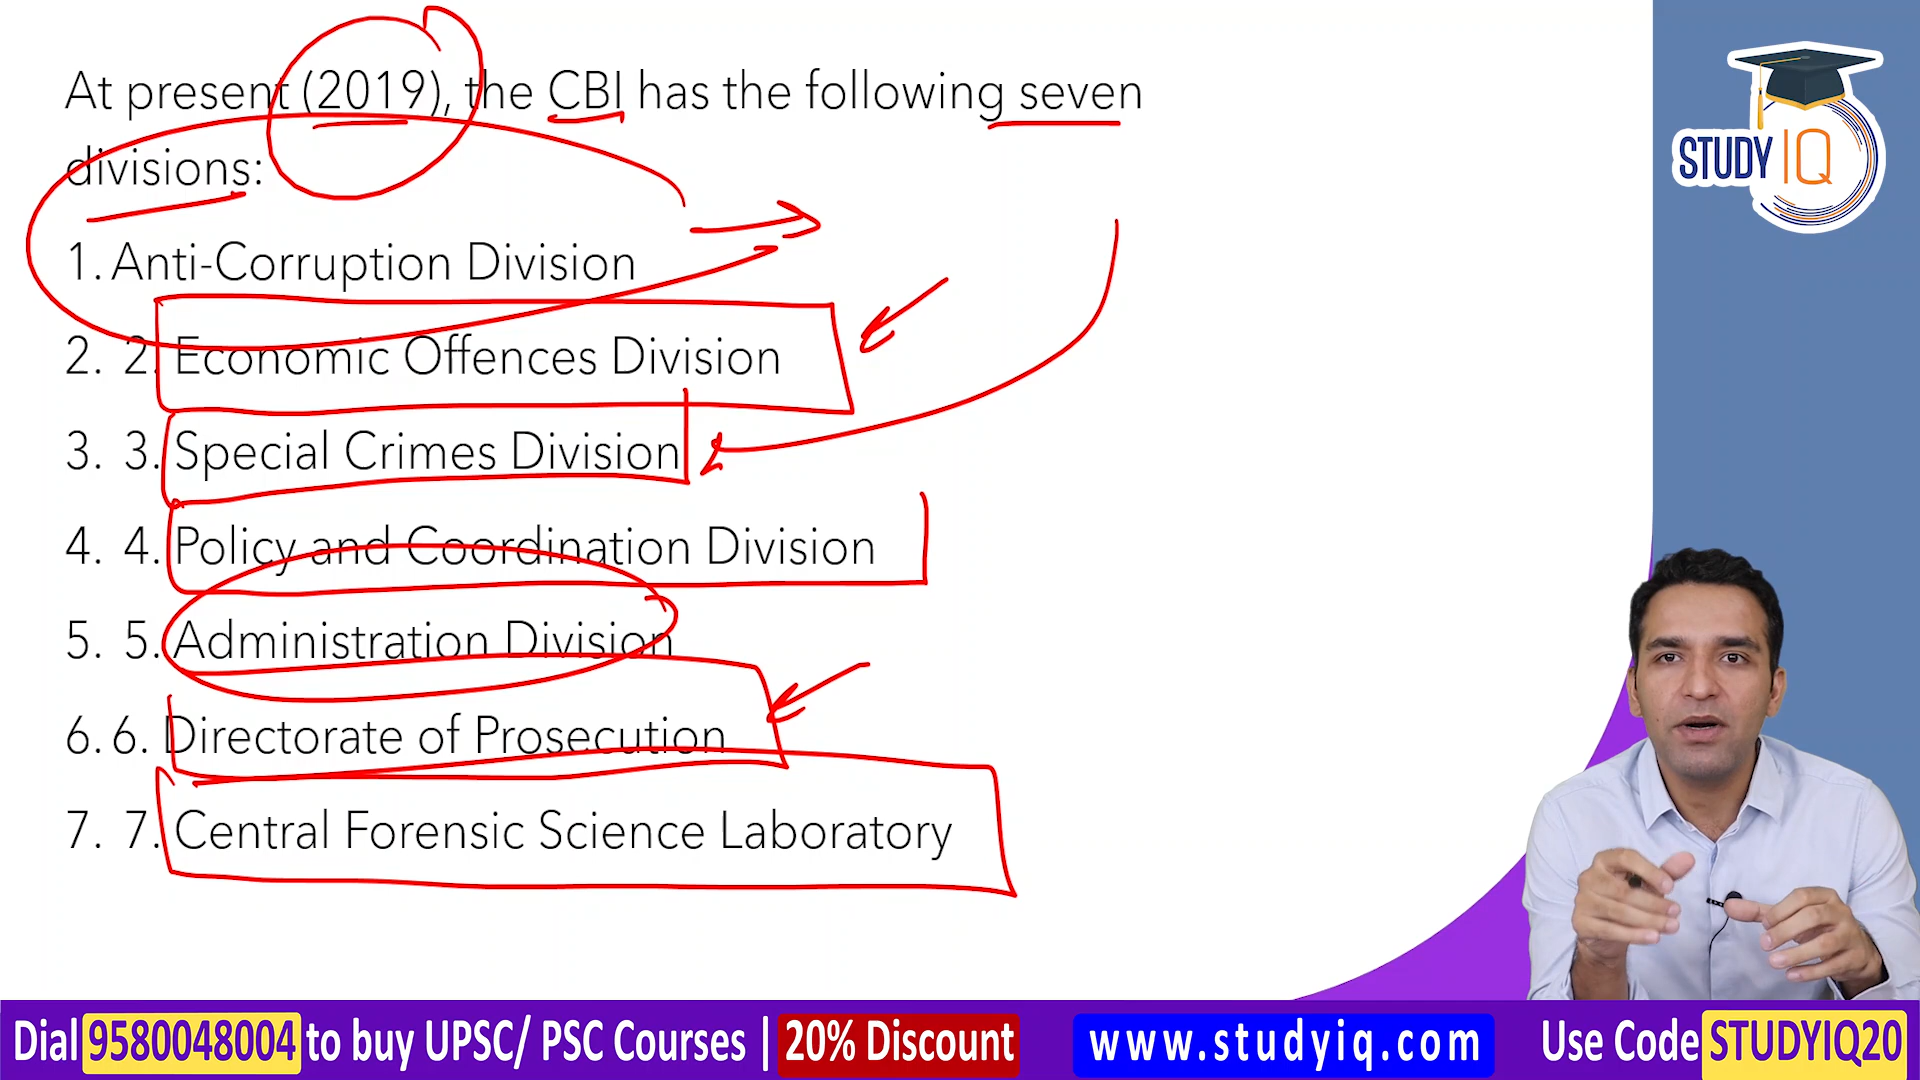 At present (2019), the CBI has the following seven
divisions:
1. Anti-Corruption Division
2. 2. Economic Offences Division
3. 3. Special Crimes Division
4. 4. Policy and Coordination Division
5. 5. Administration Division
6. 6. Directorate of Prosecution
7. 7. Central Forensic Science Laboratory
STUDY IQ
Dial 9580048004 to buy UPSC/ PSC Courses | 20% Discount www.studyiq.com Use Code STUDYIQ20